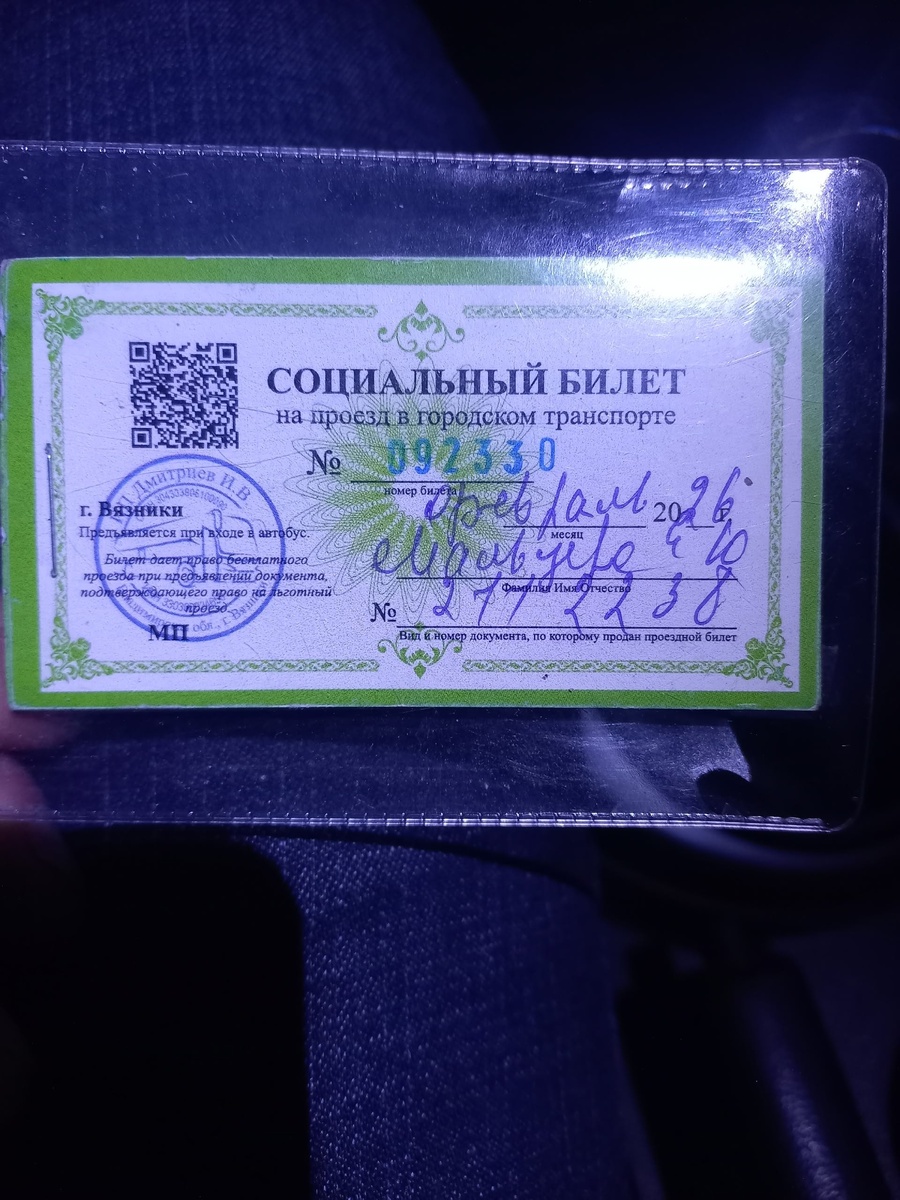 СОЦИАЛЬНЫЙ БИЛЕТ
на проезд в городском транспорте
№ 092330
номер билета
февраль 2026 г
месяц
Е Ю
Фамилия Имя Отчество
№ 2711 2238
Вид и номер документа, по которому продан проездной билет
г. Вязники
Предъявляется при входе в автобус.
Билет дает право бесплатного
проезда при предъявлении документа,
подтверждающего право на льготный
проезд.
МП
Дмитриев И.В